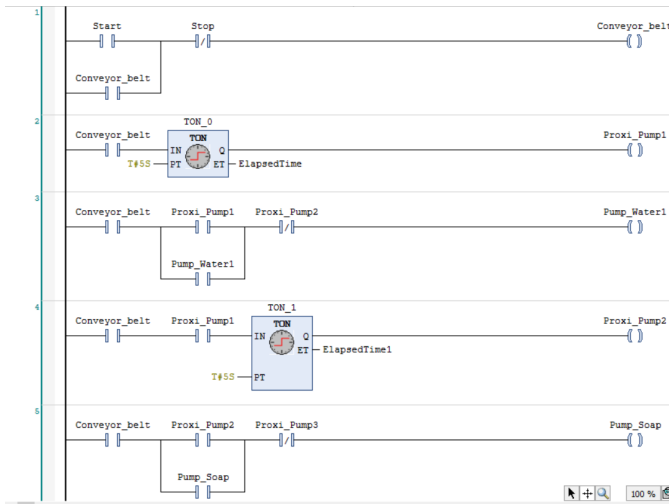 1
Start Stop Conveyor_belt
Conveyor_belt
2
TON_0
Conveyor_belt TON Proxi_Pump1
IN Q
T#5S PT ET ElapsedTime
3
Conveyor_belt Proxi_Pump1 Proxi_Pump2 Pump_Water1
Pump_Water1
4
TON_1
Conveyor_belt Proxi_Pump1 TON Proxi_Pump2
IN Q
ET ElapsedTime1
T#5S PT
5
Conveyor_belt Proxi_Pump2 Proxi_Pump3 Pump_Soap
Pump_Soap
100 %